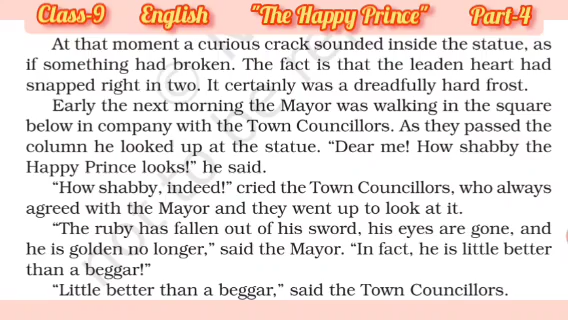 Class-9 English "The Happy Prince" Part-4
At that moment a curious crack sounded inside the statue, as
if something had broken. The fact is that the leaden heart had
snapped right in two. It certainly was a dreadfully hard frost.
Early the next morning the Mayor was walking in the square
below in company with the Town Councillors. As they passed the
column he looked up at the statue. “Dear me! How shabby the
Happy Prince looks!” he said.
“How shabby, indeed!” cried the Town Councillors, who always
agreed with the Mayor and they went up to look at it.
“The ruby has fallen out of his sword, his eyes are gone, and
he is golden no longer,” said the Mayor. “In fact, he is little better
than a beggar!”
“Little better than a beggar,” said the Town Councillors.